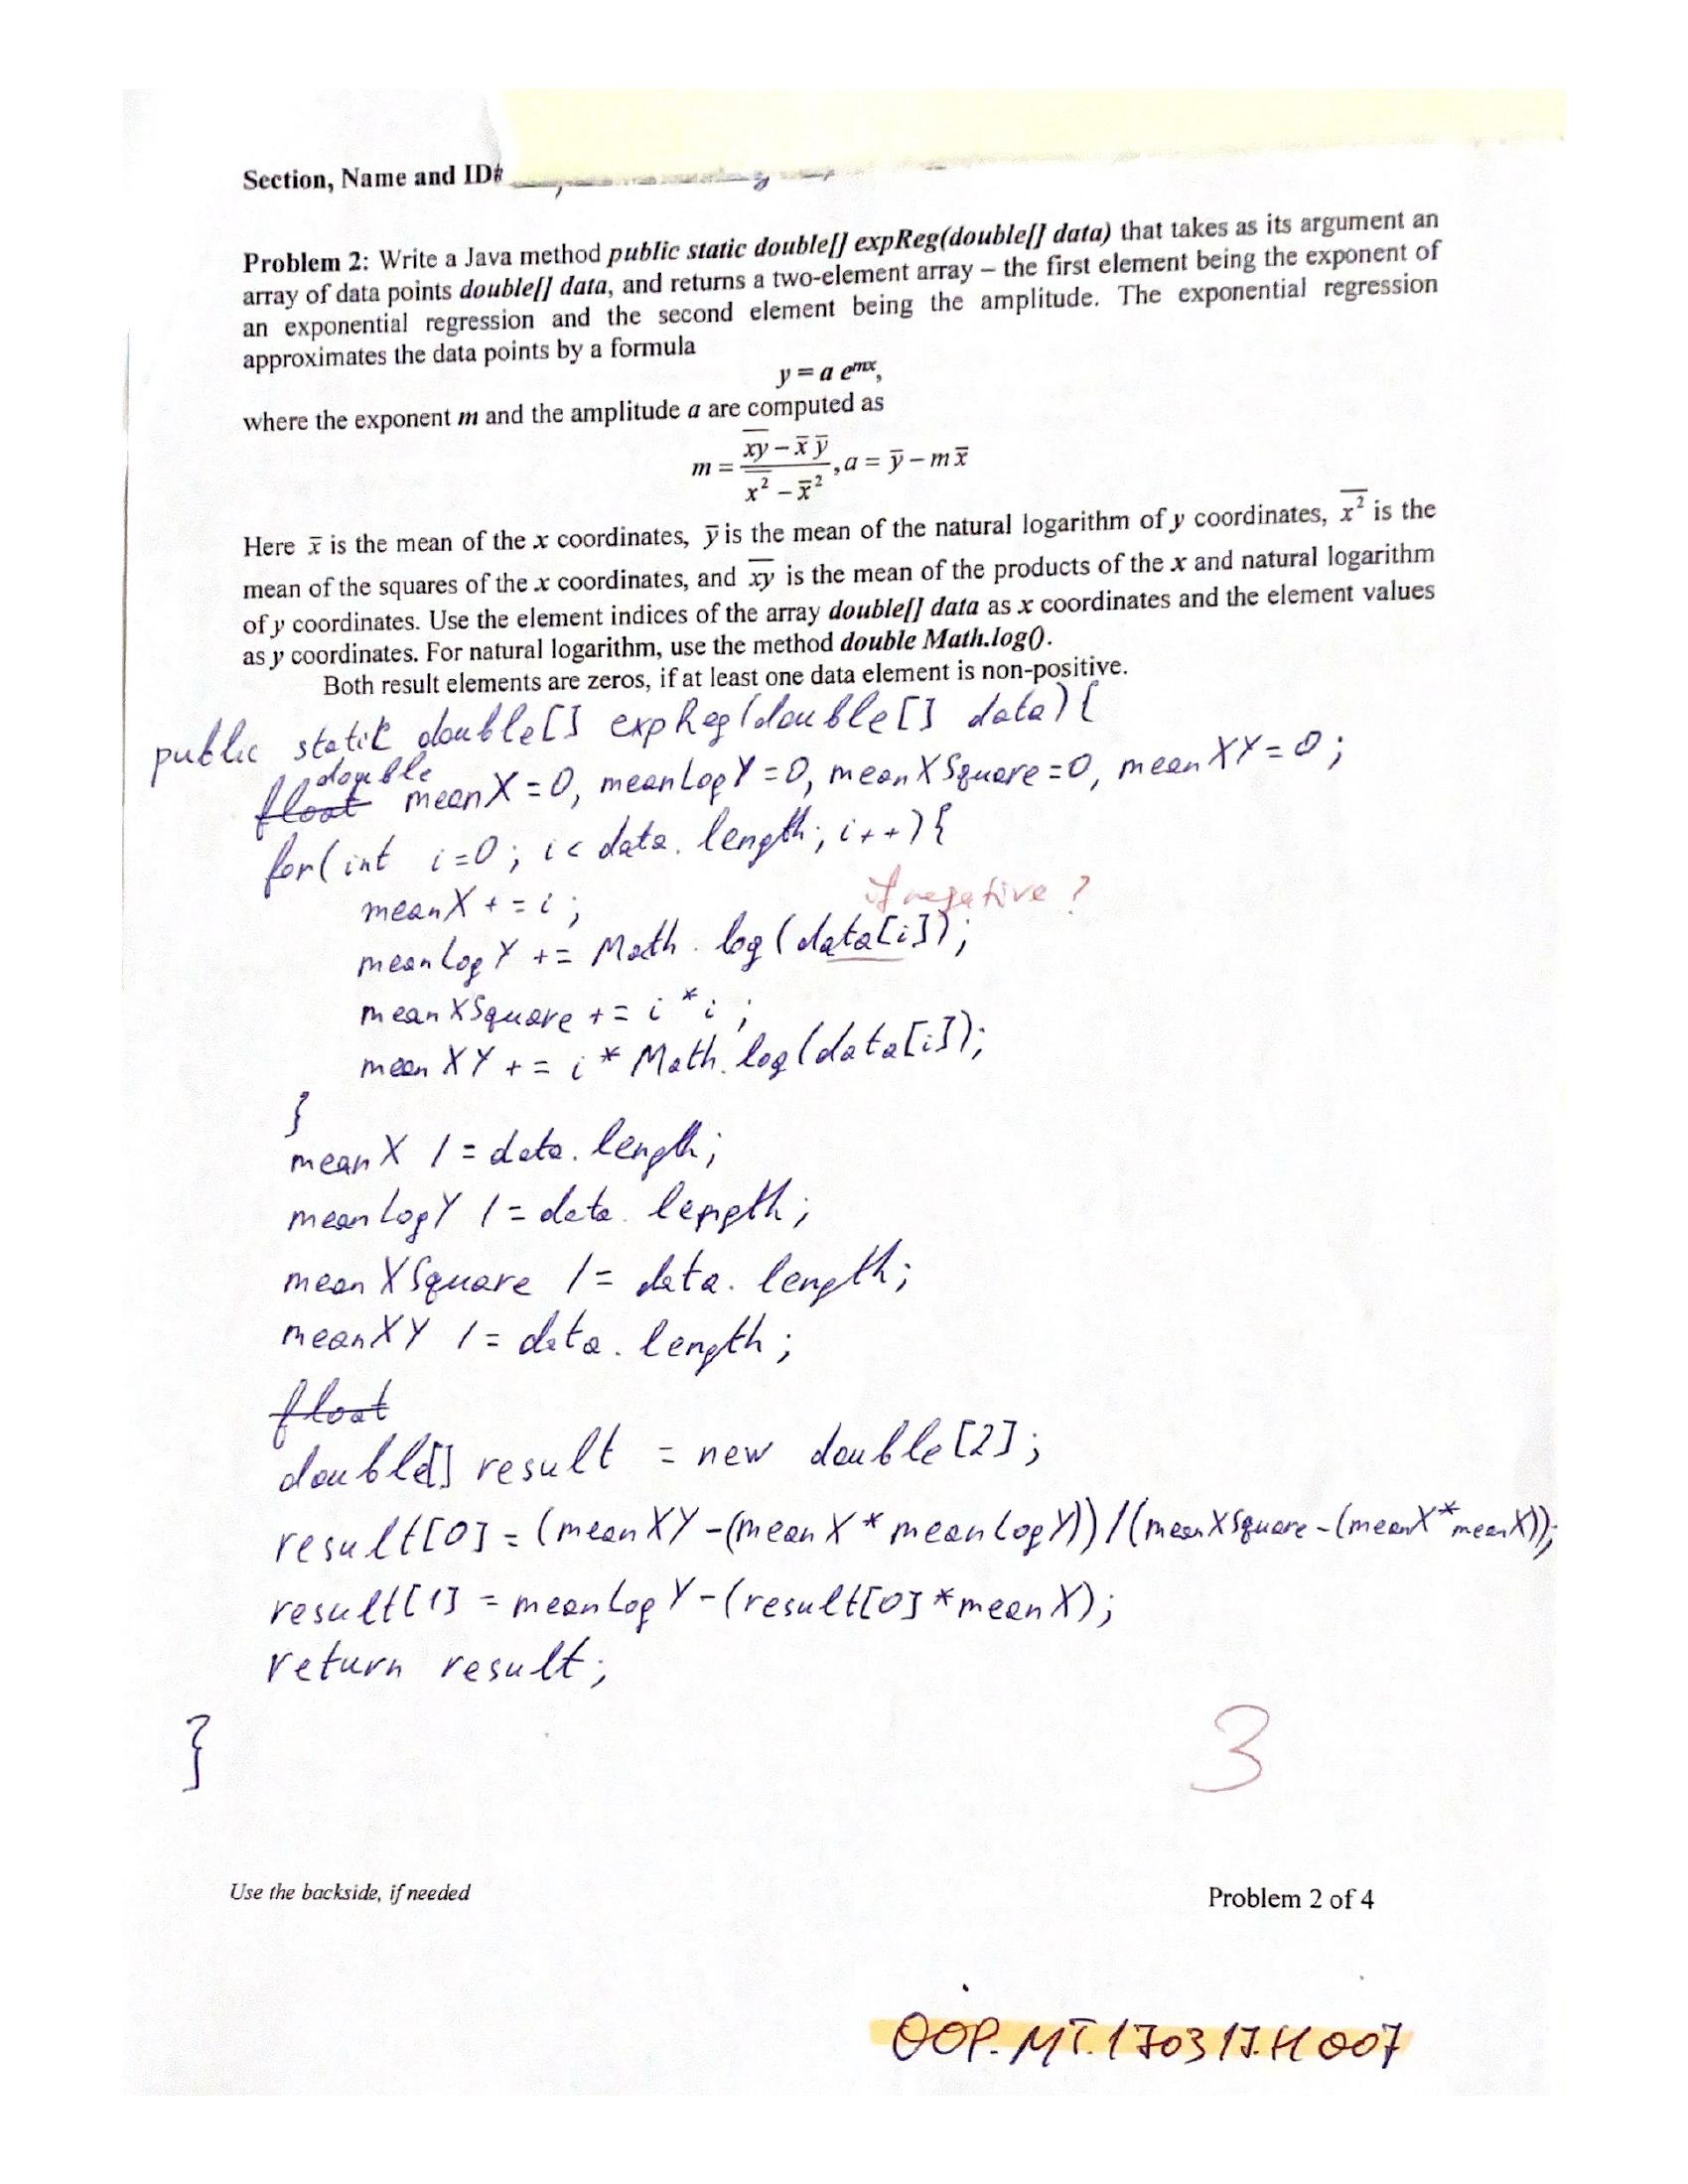 Section, Name and ID#
Problem 2: Write a Java method public static double[] expReg(double[] data) that takes as its argument an
array of data points double[] data, and returns a two-element array – the first element being the exponent of
an exponential regression and the second element being the amplitude. The exponential regression
approximates the data points by a formula
y = a e^{mx},
where the exponent m and the amplitude a are computed as
m = \frac{\overline{xy} - \bar{x}\,\bar{y}}{\overline{x^2} - \bar{x}^2}, a = \bar{y} - m\bar{x}
Here x̄ is the mean of the x coordinates, ȳ is the mean of the natural logarithm of y coordinates, \overline{x^2} is the
mean of the squares of the x coordinates, and \overline{xy} is the mean of the products of the x and natural logarithm
of y coordinates. Use the element indices of the array double[] data as x coordinates and the element values
as y coordinates. For natural logarithm, use the method double Math.log().
Both result elements are zeros, if at least one data element is non-positive.
public static double[] expReg(double[] data){
float double meanX = 0, meanLogY = 0, meanXSquare = 0, meanXY = 0;
for(int i=0; i< data.length; i++){
meanX += i;
if negative ?
meanLogY += Math.log(data[i]);
meanXSquare += i*i;
meanXY += i * Math.log(data[i]);
}
meanX /= data.length;
meanLogY /= data.length;
meanXSquare /= data.length;
meanXY /= data.length;
float
double[] result = new double[2];
result[0] = (meanXY-(meanX*meanLogY))/(meanXSquare-(meanX*meanX));
result[1] = meanLogY-(result[0]*meanX);
return result;
}
3
Use the backside, if needed
Problem 2 of 4
OOP.MT.170317.H007